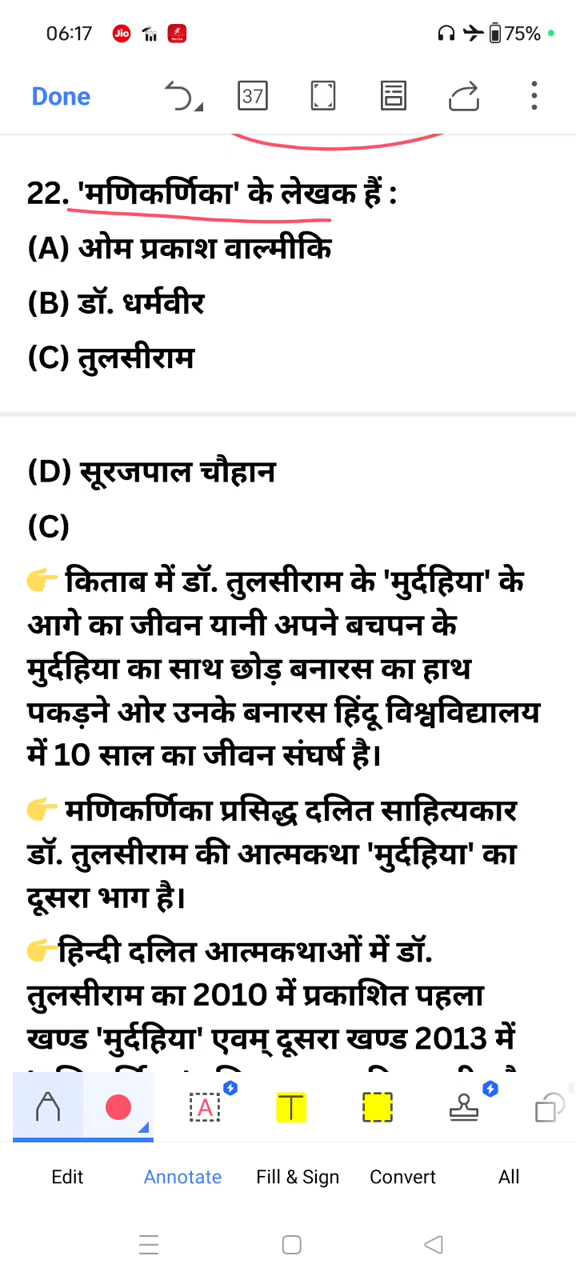 06:17 Jio 75%
Done 37
22. 'मणिकर्णिका' के लेखक हैं :
(A) ओम प्रकाश वाल्मीकि
(B) डॉ. धर्मवीर
(C) तुलसीराम
(D) सूरजपाल चौहान
(C)
👉 किताब में डॉ. तुलसीराम के 'मुर्दहिया' के
आगे का जीवन यानी अपने बचपन के
मुर्दहिया का साथ छोड़ बनारस का हाथ
पकड़ने ओर उनके बनारस हिंदू विश्वविद्यालय
में 10 साल का जीवन संघर्ष है।
👉 मणिकर्णिका प्रसिद्ध दलित साहित्यकार
डॉ. तुलसीराम की आत्मकथा 'मुर्दहिया' का
दूसरा भाग है।
👉हिन्दी दलित आत्मकथाओं में डॉ.
तुलसीराम का 2010 में प्रकाशित पहला
खण्ड 'मुर्दहिया' एवम् दूसरा खण्ड 2013 में
A T
Edit Annotate Fill & Sign Convert All